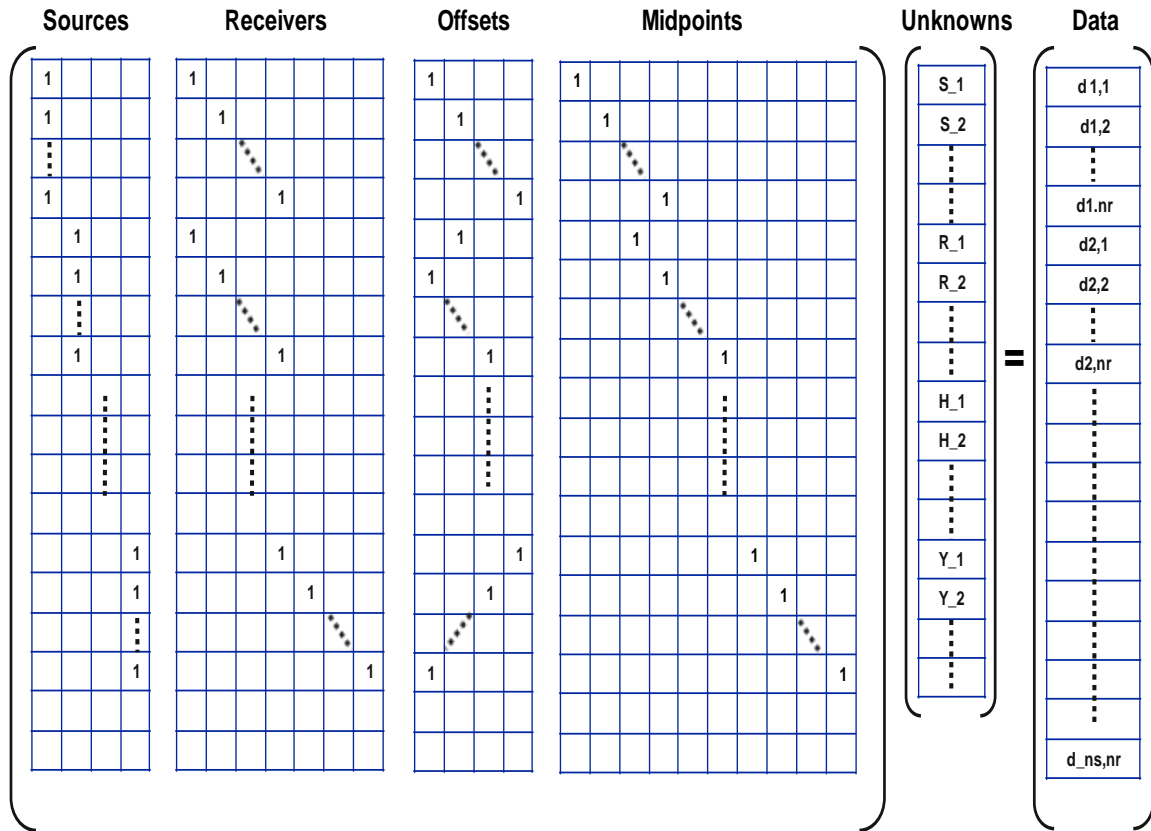 Sources Receivers Offsets Midpoints Unknowns Data
1 1 1 1 S_1 d1,1
1 1 1 1 S_2 d1,2
1 1 1 1 d1.nr
1 1 1 1 R_1 d2,1
1 1 1 1 R_2 d2,2
1 1 1 1 = d2,nr
H_1
H_2
1 1 1 1 Y_1
1 1 1 1 Y_2
1 1 1 1
d_ns,nr